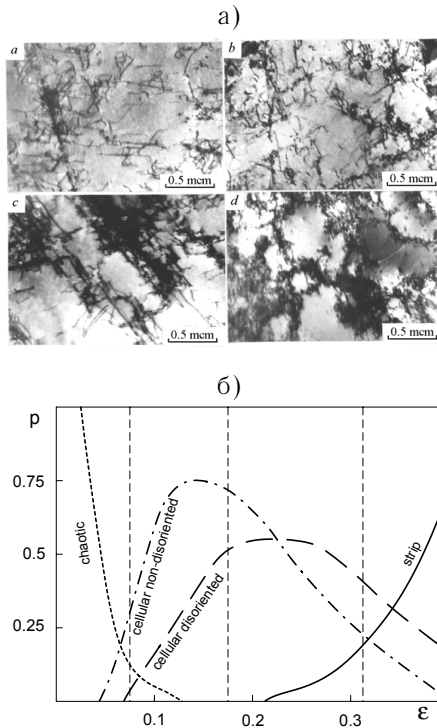 а)
a
b
0.5 mcm
0.5 mcm
c
d
0.5 mcm
0.5 mcm
б)
p
0.75
0.5
0.25
chaotic
cellular non-disoriented
cellular disoriented
strip
0.1
0.2
0.3
ε